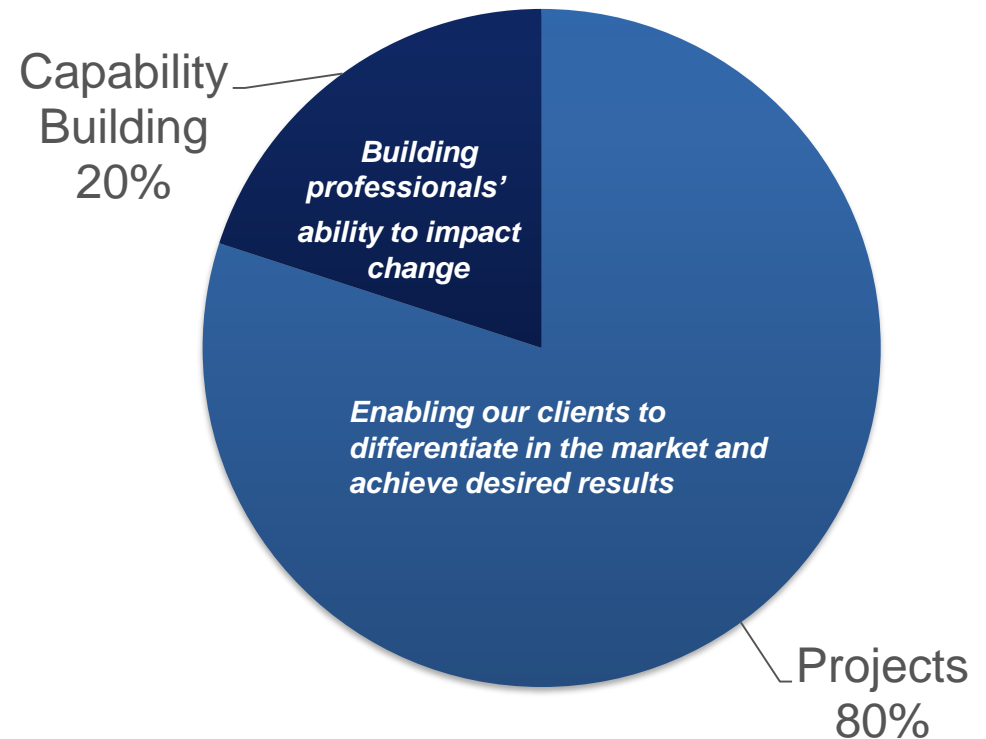 Capability
Building
20%
Building
professionals’
ability to impact
change
Enabling our clients to
differentiate in the market and
achieve desired results
Projects
80%